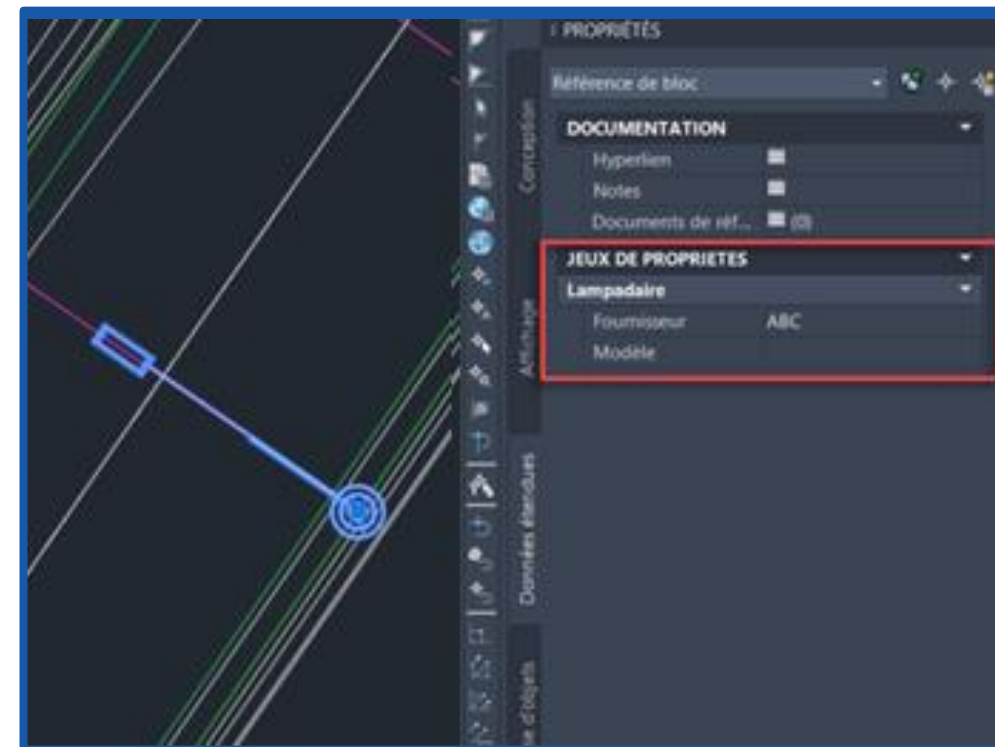 PROPRIÉTÉS
Référence de bloc
DOCUMENTATION
Hyperlien
Notes
Documents de réf... (0)
JEUX DE PROPRIETES
Lampadaire
Fournisseur ABC
Modèle
Conception
Affichage
Données étendues
e d'objets